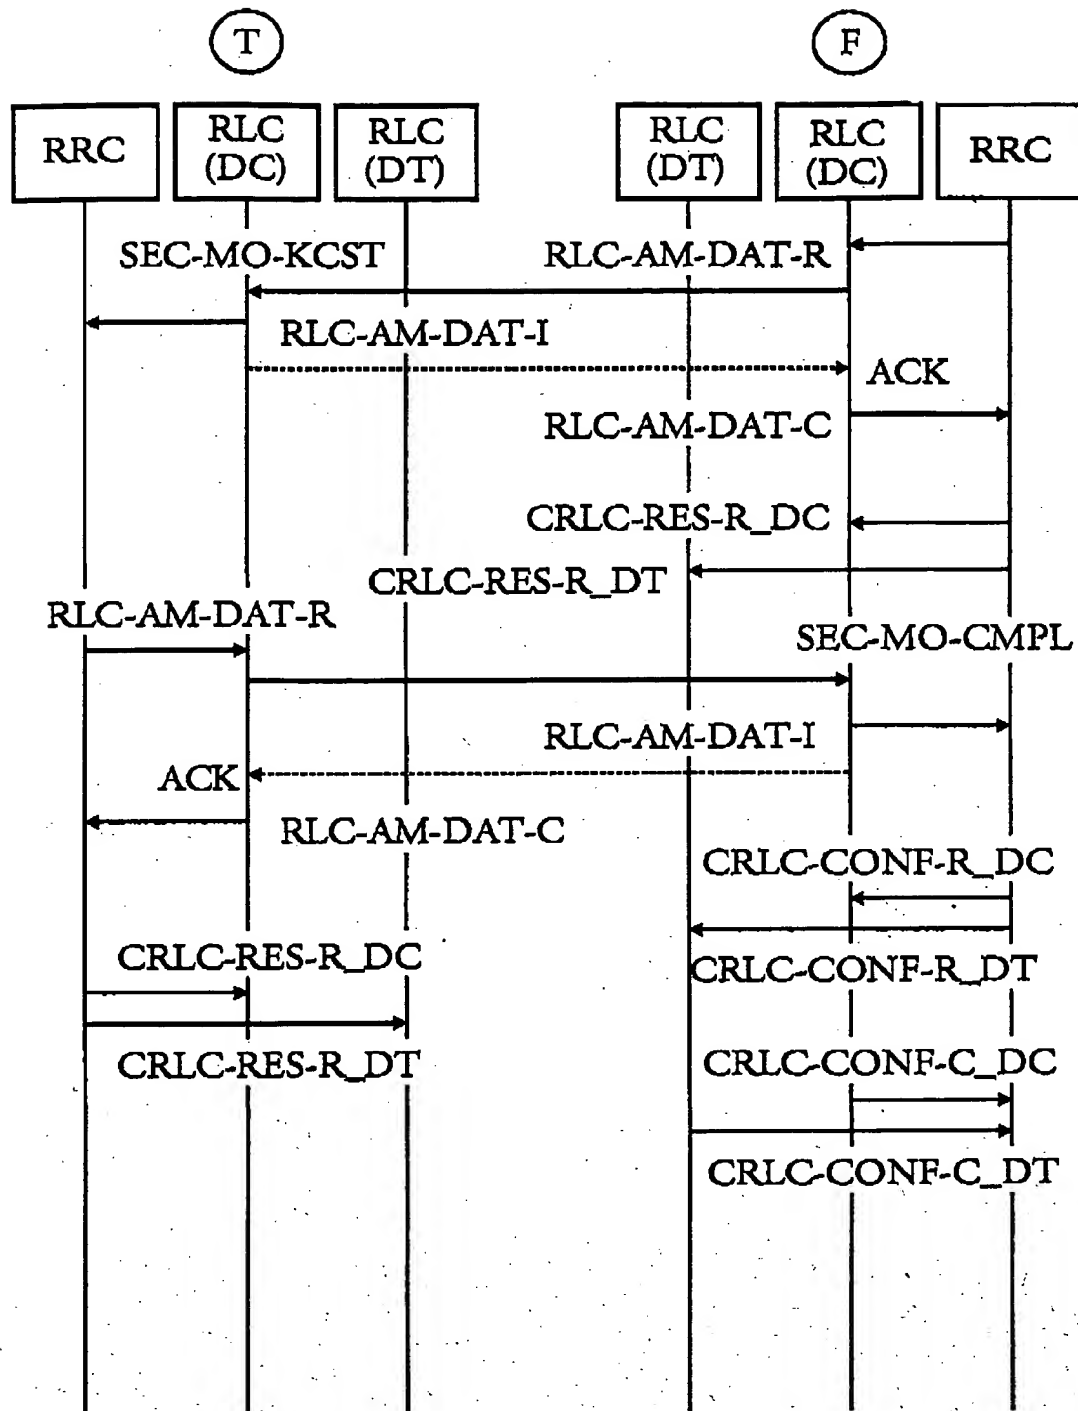 T
F
RRC
RLC
(DC)
RLC
(DT)
RLC
(DT)
RLC
(DC)
RRC
SEC-MO-KCST
RLC-AM-DAT-R
RLC-AM-DAT-I
ACK
RLC-AM-DAT-C
CRLC-RES-R_DC
CRLC-RES-R_DT
RLC-AM-DAT-R
SEC-MO-CMPL
RLC-AM-DAT-I
ACK
RLC-AM-DAT-C
CRLC-CONF-R_DC
CRLC-RES-R_DC
CRLC-CONF-R_DT
CRLC-RES-R_DT
CRLC-CONF-C_DC
CRLC-CONF-C_DT